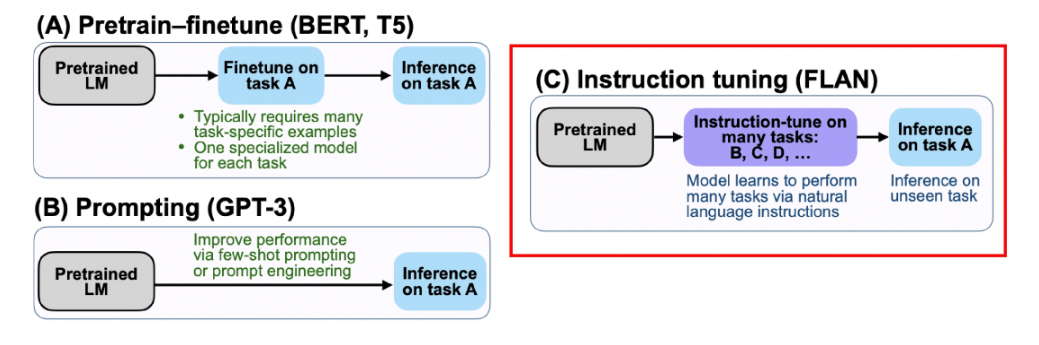 (A) Pretrain–finetune (BERT, T5)
Pretrained
LM
Finetune on
task A
Inference
on task A
• Typically requires many
task-specific examples
• One specialized model
for each task
(B) Prompting (GPT-3)
Pretrained
LM
Improve performance
via few-shot prompting
or prompt engineering
Inference
on task A
(C) Instruction tuning (FLAN)
Pretrained
LM
Instruction-tune on
many tasks:
B, C, D, ...
Inference
on task A
Model learns to perform
many tasks via natural
language instructions
Inference on
unseen task